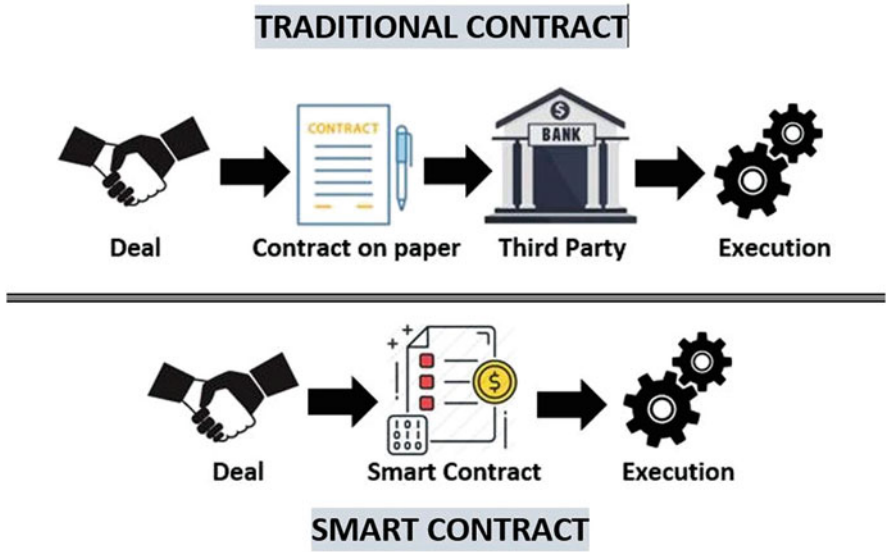 TRADITIONAL CONTRACT
CONTRACT
BANK
$
Deal
Contract on paper
Third Party
Execution
$
101
011
000
Deal
Smart Contract
Execution
SMART CONTRACT